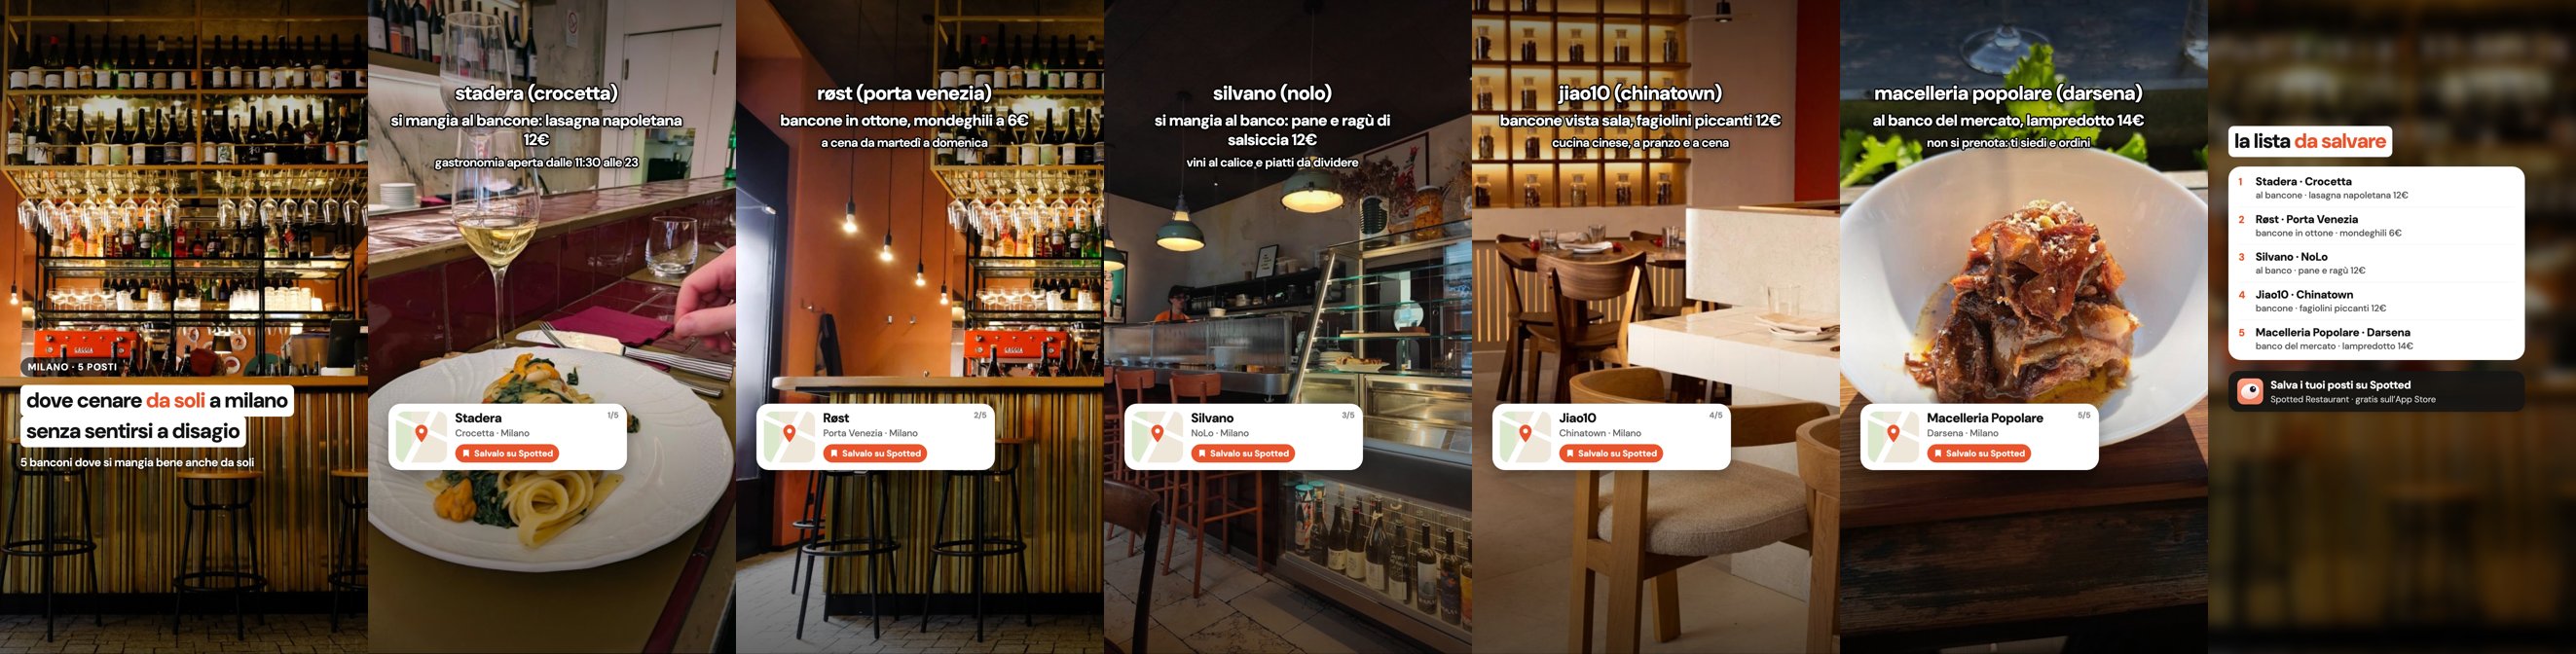 MILANO · 5 POSTI
dove cenare da soli a milano
senza sentirsi a disagio
5 banconi dove si mangia bene anche da soli
stadera (crocetta)
si mangia al bancone: lasagna napoletana
12€
gastronomia aperta dalle 11:30 alle 23
Stadera
1/5
Crocetta · Milano
Salvalo su Spotted
røst (porta venezia)
bancone in ottone, mondeghili a 6€
a cena da martedì a domenica
GAGGIA
Røst
2/5
Porta Venezia · Milano
Salvalo su Spotted
silvano (nolo)
si mangia al banco: pane e ragù di
salsiccia 12€
vini al calice e piatti da dividere
Silvano
3/5
NoLo · Milano
Salvalo su Spotted
jiao10 (chinatown)
bancone vista sala, fagiolini piccanti 12€
cucina cinese, a pranzo e a cena
Jiao10
4/5
Chinatown · Milano
Salvalo su Spotted
macelleria popolare (darsena)
al banco del mercato, lampredotto 14€
non si prenota: ti siedi e ordini
Macelleria Popolare
5/5
Darsena · Milano
Salvalo su Spotted
la lista da salvare
1 Stadera · Crocetta
al bancone · lasagna napoletana 12€
2 Røst · Porta Venezia
bancone in ottone · mondeghili 6€
3 Silvano · NoLo
al banco · pane e ragù 12€
4 Jiao10 · Chinatown
bancone · fagiolini piccanti 12€
5 Macelleria Popolare · Darsena
banco del mercato · lampredotto 14€
Salva i tuoi posti su Spotted
Spotted Restaurant · gratis sull'App Store